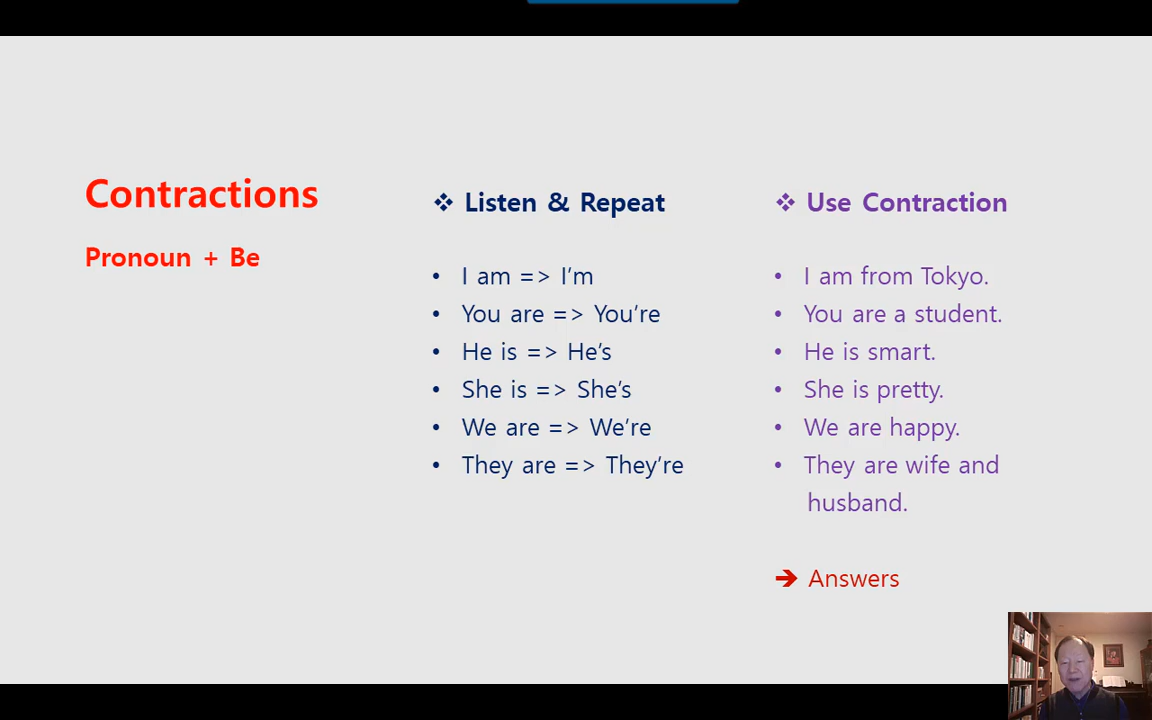 Contractions
Pronoun + Be
❖ Listen & Repeat
• I am => I’m
• You are => You’re
• He is => He’s
• She is => She’s
• We are => We’re
• They are => They’re
❖ Use Contraction
• I am from Tokyo.
• You are a student.
• He is smart.
• She is pretty.
• We are happy.
• They are wife and
husband.
➔ Answers